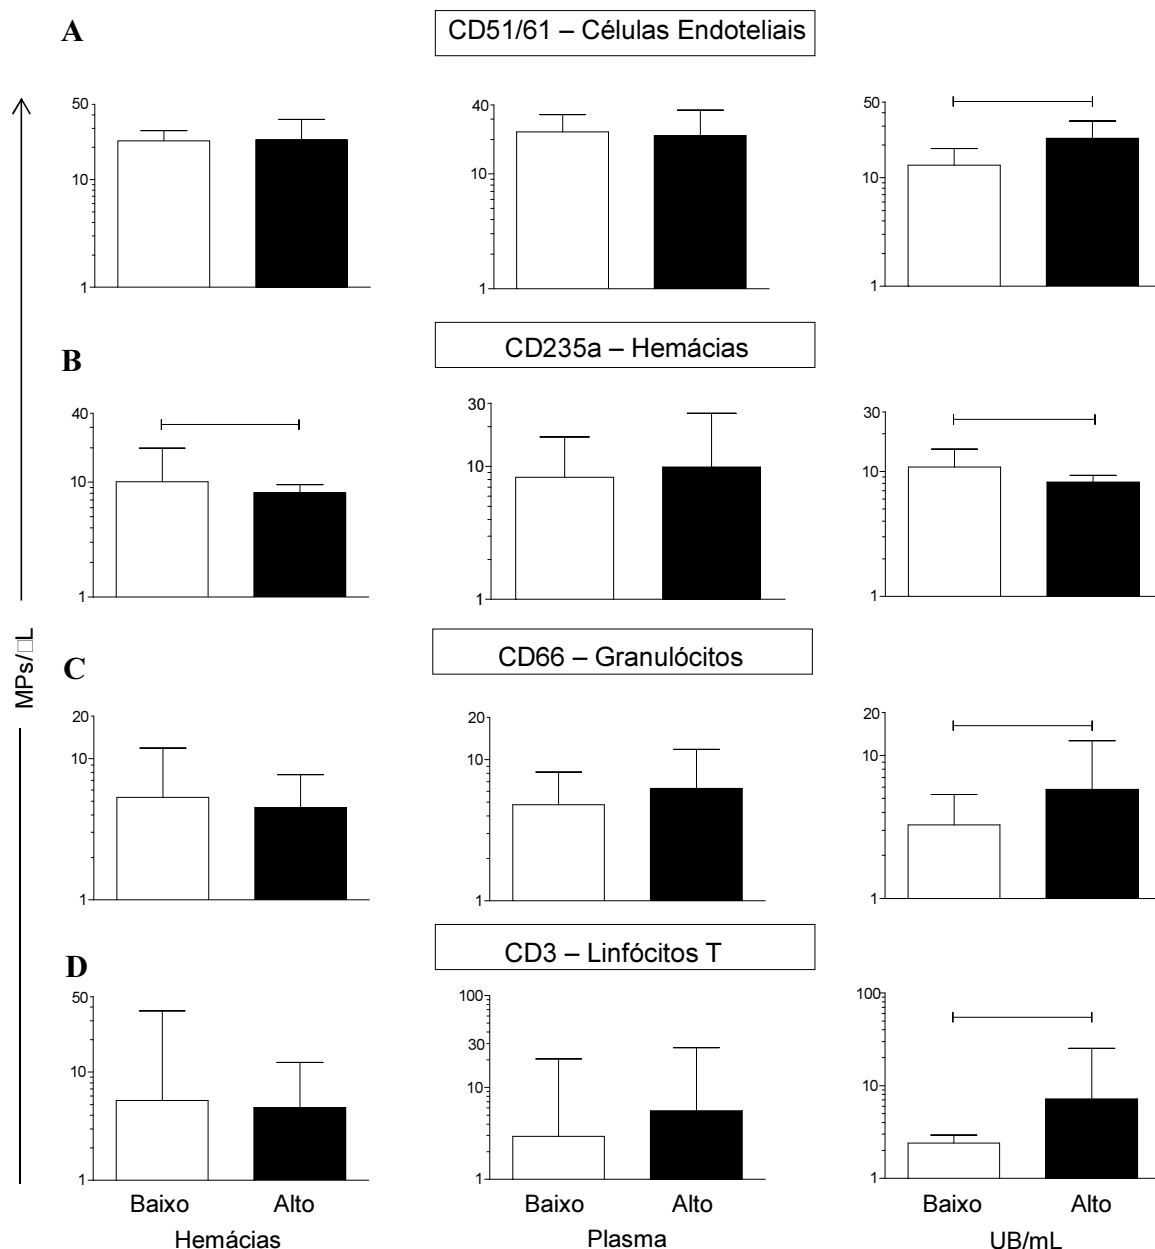 A
CD51/61 – Células Endoteliais
50
10
1
40
10
1
50
10
1
B
CD235a – Hemácias
40
10
1
30
10
1
30
10
1
MPs/□L
C
CD66 – Granulócitos
20
10
1
20
10
1
20
10
1
D
CD3 – Linfócitos T
50
10
1
100
30
10
1
100
10
1
Baixo Alto
Baixo Alto
Baixo Alto
Hemácias
Plasma
UB/mL